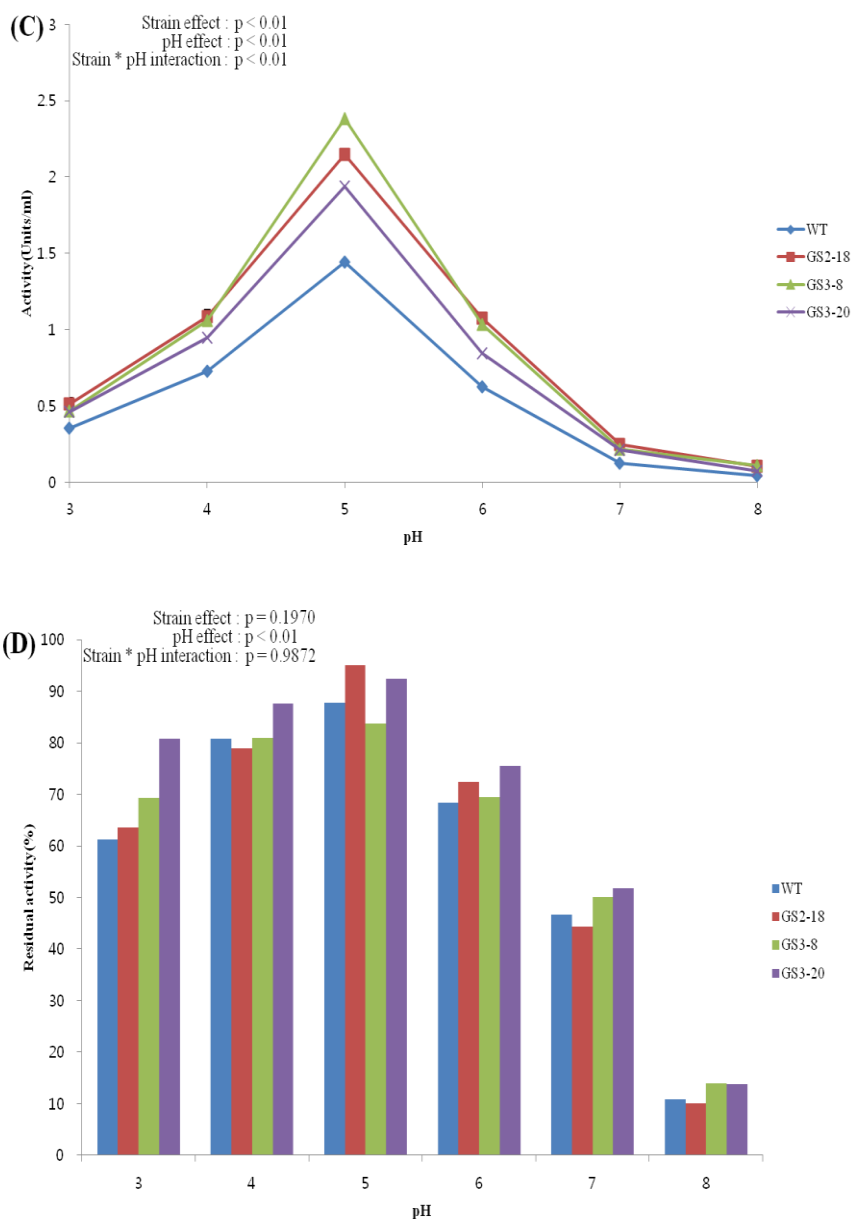 (C)
Strain effect : p < 0.01
pH effect : p < 0.01
Strain * pH interaction : p < 0.01
3
2.5
2
1.5
1
0.5
0
Activity(Units/ml)
3 4 5 6 7 8
pH
WT
GS2-18
GS3-8
GS3-20
(D)
Strain effect : p = 0.1970
pH effect : p < 0.01
Strain * pH interaction : p = 0.9872
100
90
80
70
60
50
40
30
20
10
0
Residual activity(%)
3 4 5 6 7 8
pH
WT
GS2-18
GS3-8
GS3-20